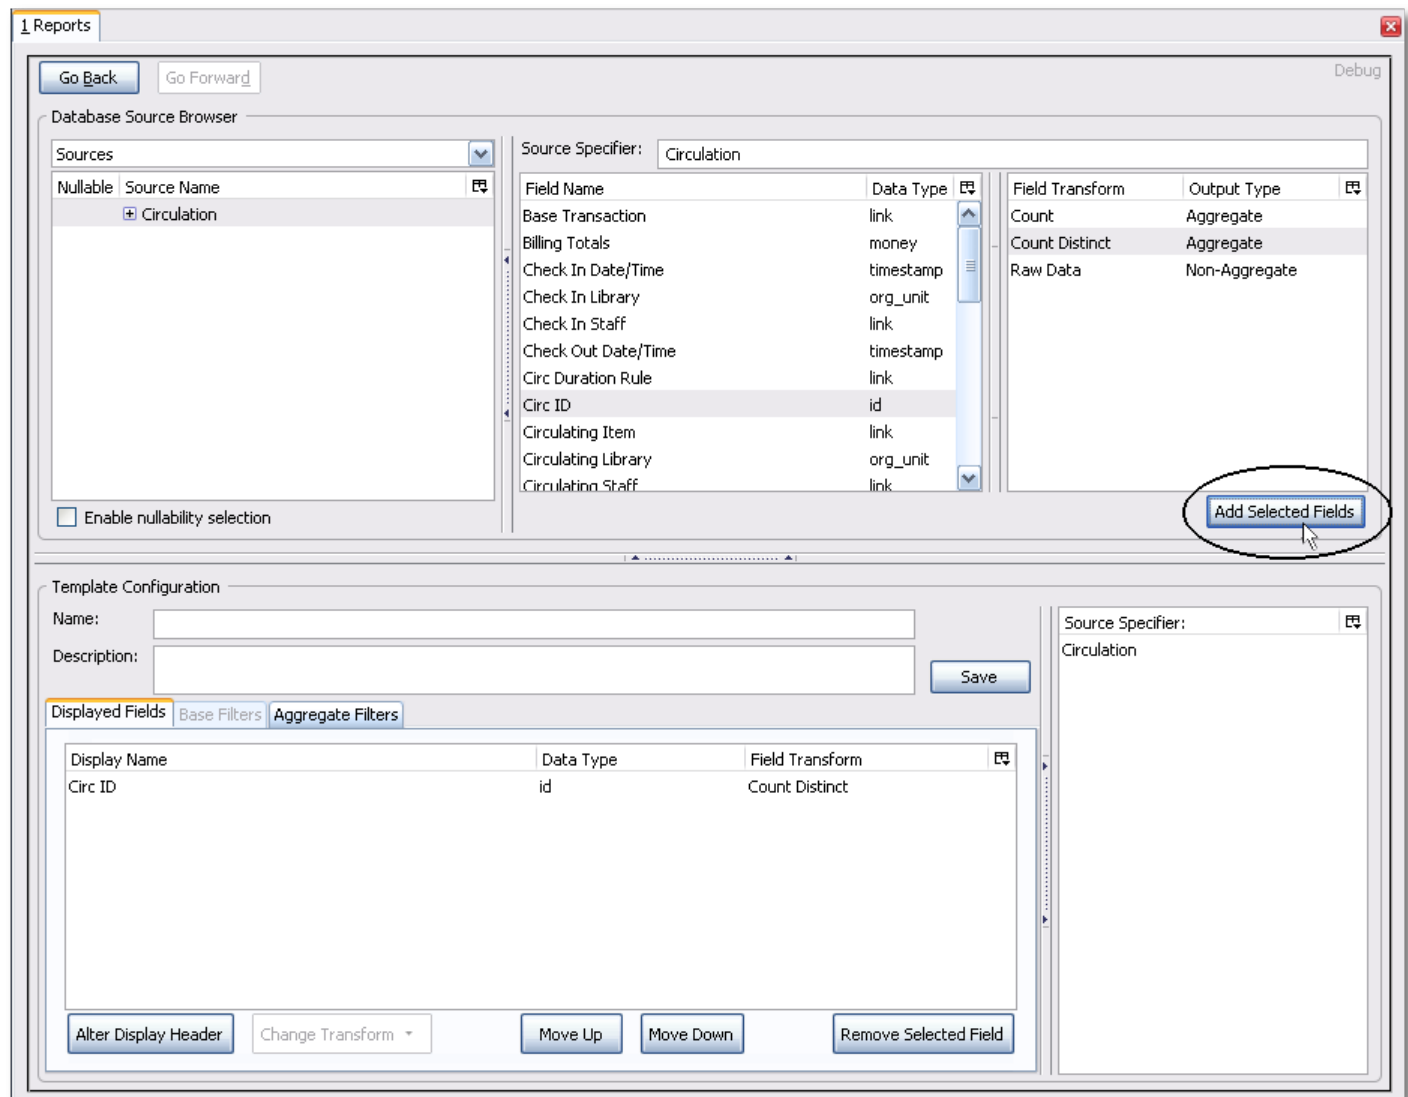 1 Reports
Go Back
Go Forward
Debug
Database Source Browser
Sources
Source Specifier: Circulation
Nullable Source Name
Circulation
Field Name Data Type
Base Transaction link
Billing Totals money
Check In Date/Time timestamp
Check In Library org_unit
Check In Staff link
Check Out Date/Time timestamp
Circ Duration Rule link
Circ ID id
Circulating Item link
Circulating Library org_unit
Circulating Staff link
Field Transform Output Type
Count Aggregate
Count Distinct Aggregate
Raw Data Non-Aggregate
Enable nullability selection
Add Selected Fields
Template Configuration
Name:
Description:
Save
Source Specifier:
Circulation
Displayed Fields Base Filters Aggregate Filters
Display Name Data Type Field Transform
Circ ID id Count Distinct
Alter Display Header Change Transform Move Up Move Down Remove Selected Field